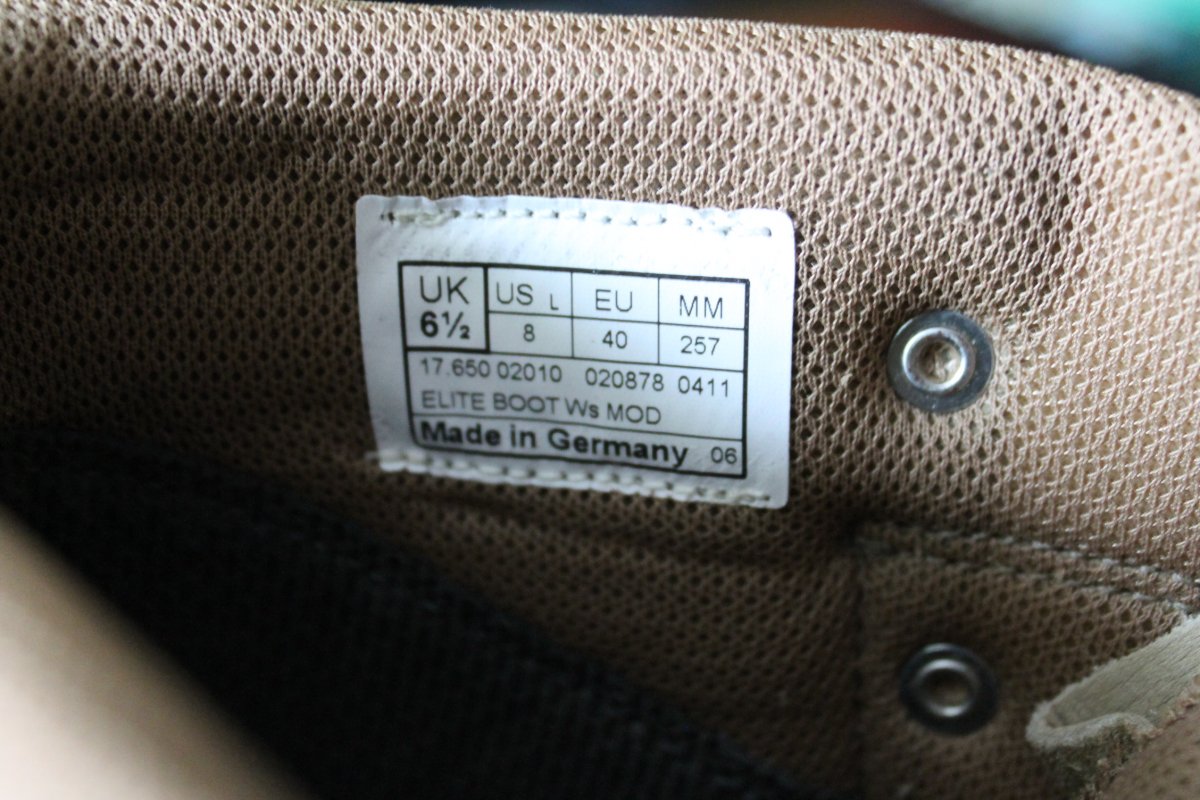 UK US L EU MM
6½ 8 40 257
17.650 02010 020878 0411
ELITE BOOT Ws MOD
Made in Germany 06